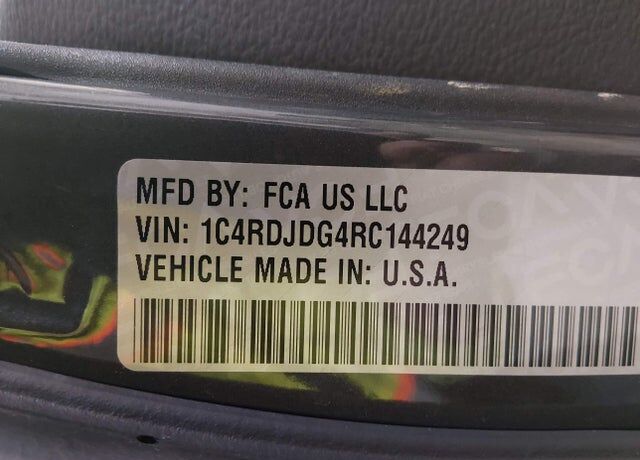 MFD BY: FCA US LLC
VIN: 1C4RDJDG4RC144249
VEHICLE MADE IN: U.S.A.